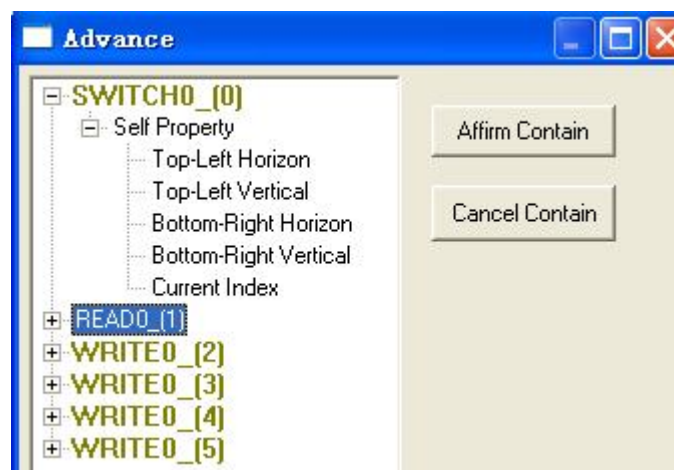 Advance
SWITCH0_(0)
Self Property
Top-Left Horizon
Top-Left Vertical
Bottom-Right Horizon
Bottom-Right Vertical
Current Index
READ0_(1)
WRITE0_(2)
WRITE0_(3)
WRITE0_(4)
WRITE0_(5)
Affirm Contain
Cancel Contain